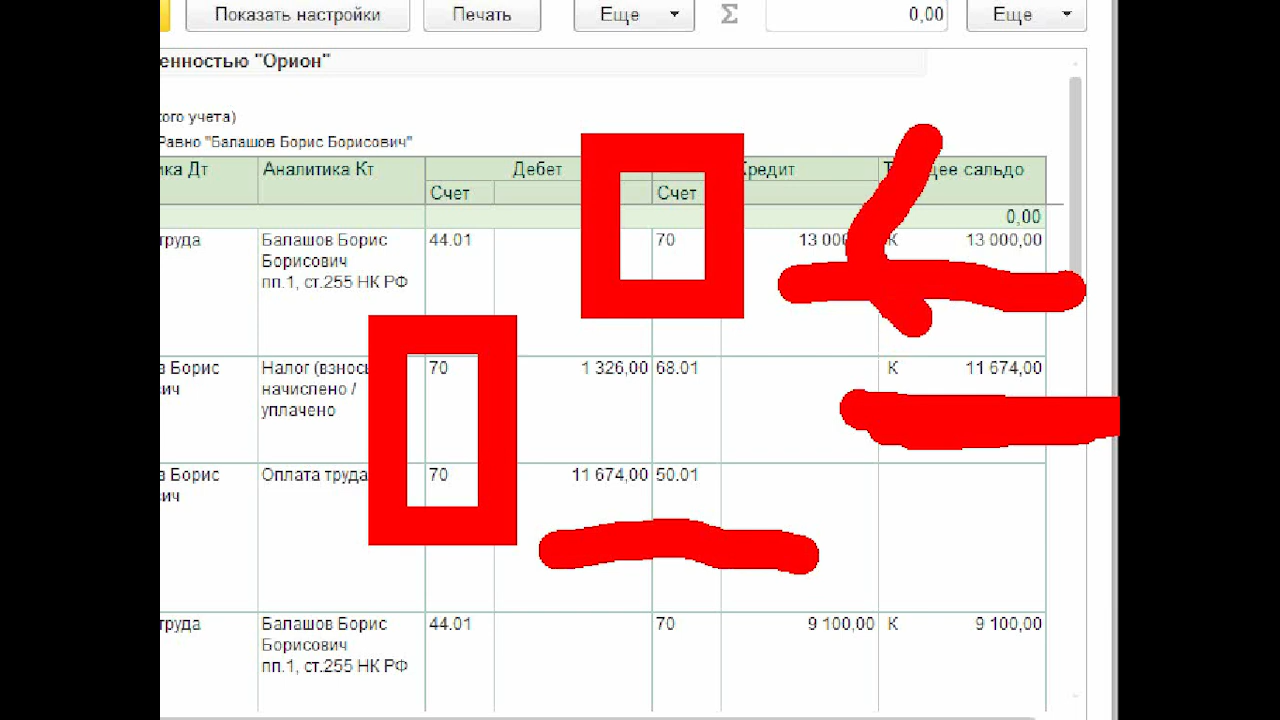 Показать настройки Печать Еще Σ 0,00 Еще
енностью "Орион"
кого учета)
Равно "Балашов Борис Борисович"
ика Дт Аналитика Кт Дебет Кредит сальдо
Счет Счет
0,00
труда Балашов Борис 44.01 70 13 000 К 13 000,00
Борисович
пп.1, ст.255 НК РФ
а Борис Налог (взносы 70 1 326,00 68.01 К 11 674,00
вич начислено /
уплачено
а Борис Оплата труда 70 11 674,00 50.01
вич
труда Балашов Борис 44.01 70 9 100,00 К 9 100,00
Борисович
пп.1, ст.255 НК РФ